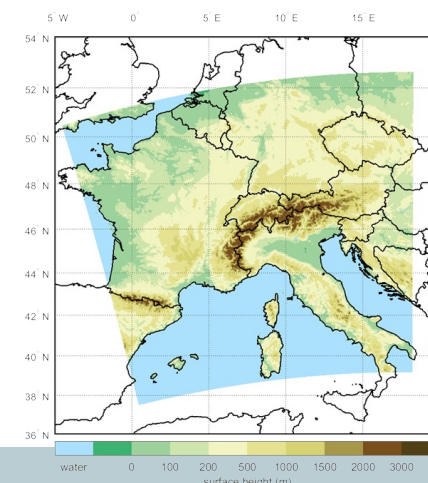 5° W 0° 5° E 10° E 15° E
54° N
52° N
50° N
48° N
46° N
44° N
42° N
40° N
38° N
36° N
water 0 100 200 500 1000 1500 2000 3000
surface height (m)